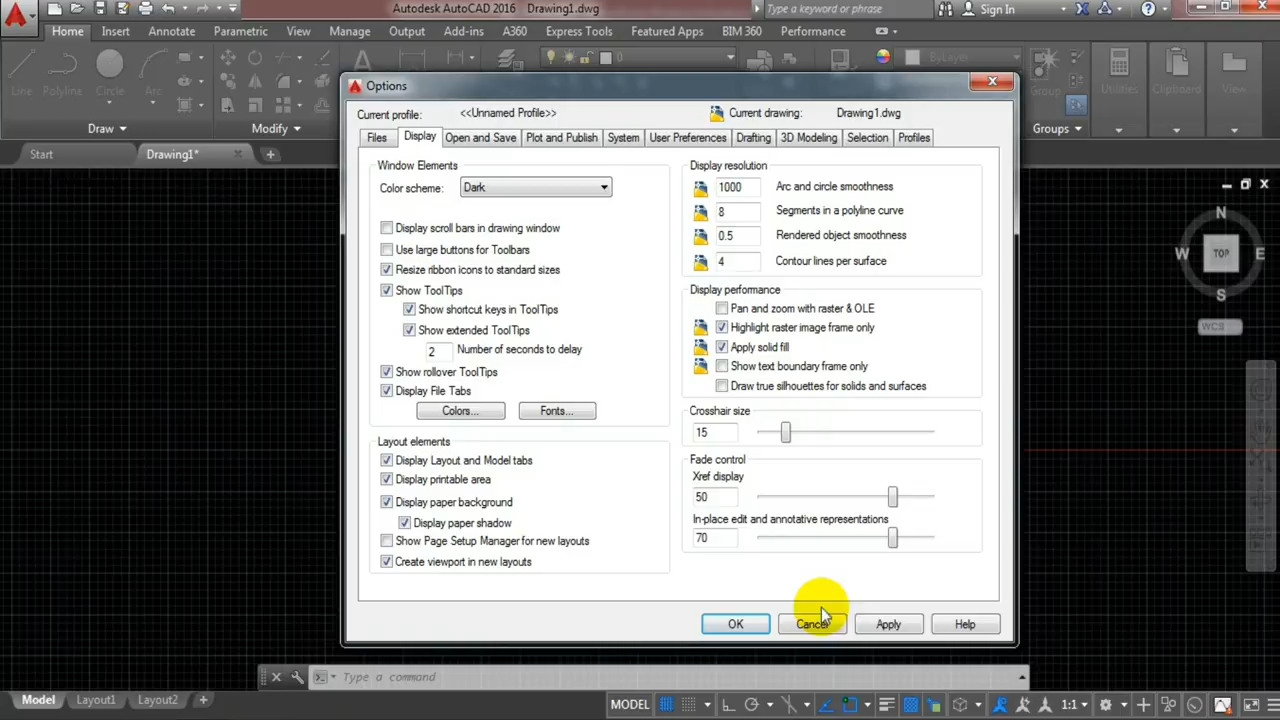 Autodesk AutoCAD 2016 Drawing1.dwg
Type a keyword or phrase
Sign In
Home Insert Annotate Parametric View Manage Output Add-ins A360 Express Tools Featured Apps BIM 360 Performance
Line Polyline Circle Arc
0
ByLayer
Group Utilities Clipboard View
Draw Modify Groups
Start Drawing1*
Options
Current profile: <<Unnamed Profile>> Current drawing: Drawing1.dwg
Files Display Open and Save Plot and Publish System User Preferences Drafting 3D Modeling Selection Profiles
Window Elements
Color scheme: Dark
Display scroll bars in drawing window
Use large buttons for Toolbars
Resize ribbon icons to standard sizes
Show ToolTips
Show shortcut keys in ToolTips
Show extended ToolTips
2 Number of seconds to delay
Show rollover ToolTips
Display File Tabs
Colors... Fonts...
Layout elements
Display Layout and Model tabs
Display printable area
Display paper background
Display paper shadow
Show Page Setup Manager for new layouts
Create viewport in new layouts
Display resolution
1000 Arc and circle smoothness
8 Segments in a polyline curve
0.5 Rendered object smoothness
4 Contour lines per surface
Display performance
Pan and zoom with raster & OLE
Highlight raster image frame only
Apply solid fill
Show text boundary frame only
Draw true silhouettes for solids and surfaces
Crosshair size
15
Fade control
Xref display
50
In-place edit and annotative representations
70
OK Cancel Apply Help
N
W TOP E
S
WCS
Type a command
Model Layout1 Layout2
MODEL
1:1